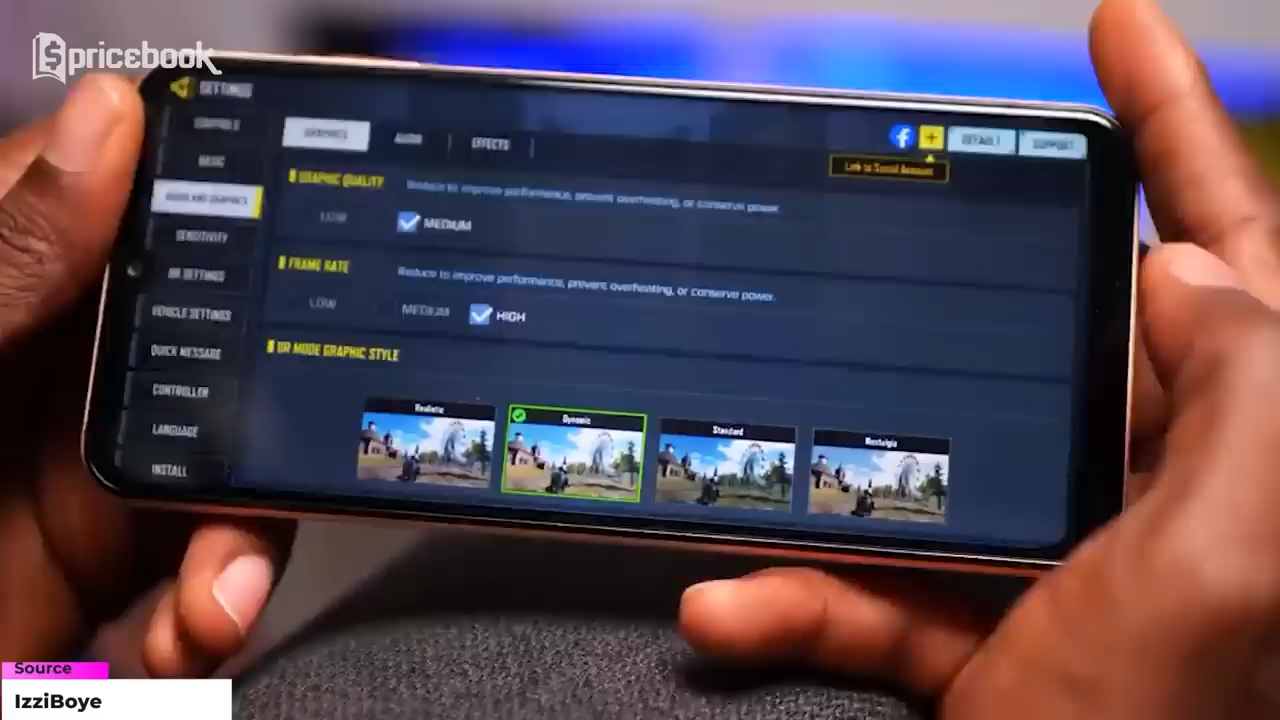 pricebook
SETTINGS
CONTROLS
BASIC
AUDIO AND GRAPHICS
SENSITIVITY
BR SETTINGS
VEHICLE SETTINGS
QUICK MESSAGE
CONTROLLER
LANGUAGE
INSTALL
GRAPHICS
AUDIO
EFFECTS
DEFAULT
SUPPORT
Link to Social Account
GRAPHIC QUALITY
Reduce to improve performance, prevent overheating, or conserve power.
LOW
MEDIUM
FRAME RATE
Reduce to improve performance, prevent overheating, or conserve power.
LOW
MEDIUM
HIGH
BR MODE GRAPHIC STYLE
Realistic
Dynamic
Standard
Nostalgia
Source
IzziBoye